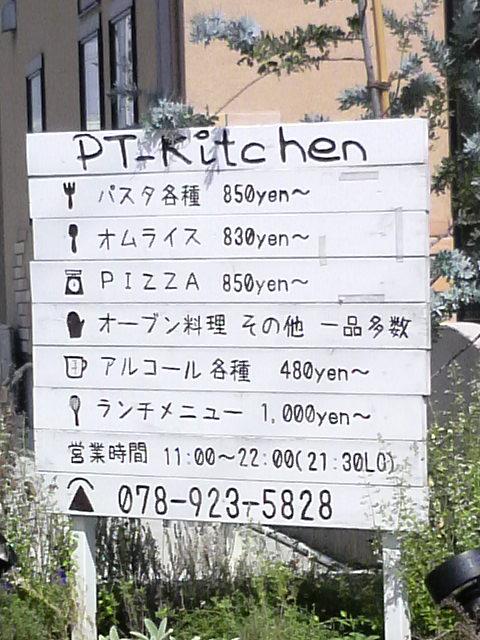 PT-Kitchen
パスタ各種 850yen～
オムライス 830yen～
PIZZA 850yen～
オーブン料理 その他 一品多数
アルコール各種 480yen～
ランチメニュー 1,000yen～
営業時間 11:00～22:00(21:30LO)
078-923-5828